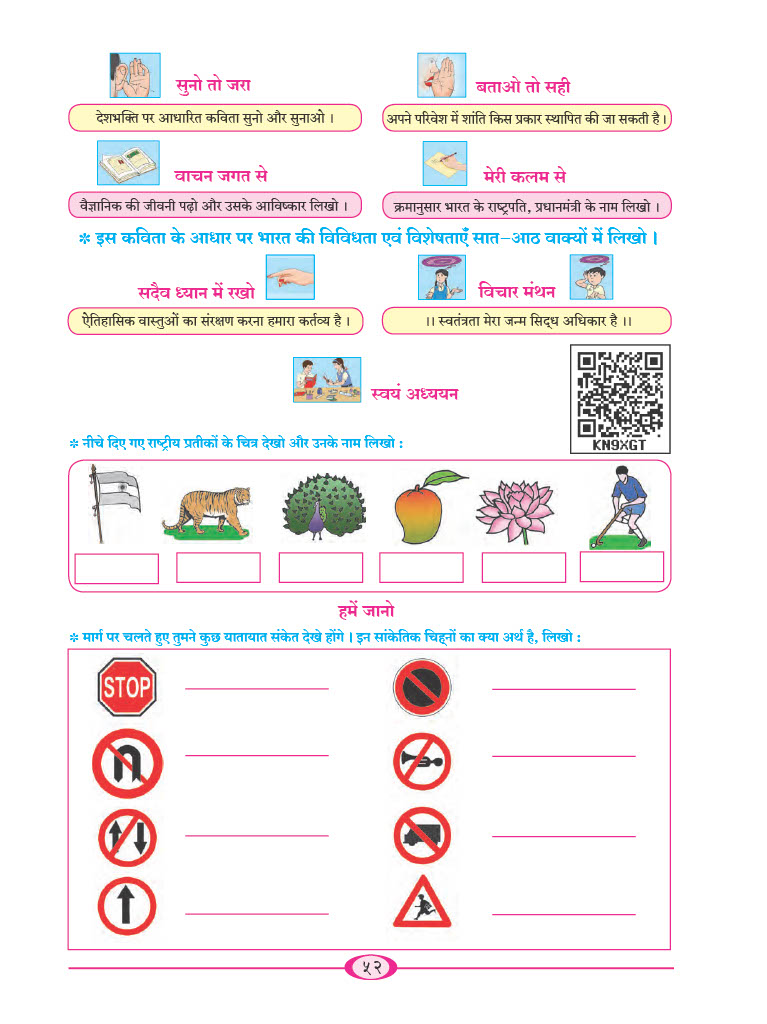 सुनो तो जरा
बताओ तो सही
देशभक्ति पर आधारित कविता सुनो और सुनाओ ।
अपने परिवेश में शांति किस प्रकार स्थापित की जा सकती है ।
वाचन जगत से
मेरी कलम से
वैज्ञानिक की जीवनी पढ़ो और उसके आविष्कार लिखो ।
क्रमानुसार भारत के राष्ट्रपति, प्रधानमंत्री के नाम लिखो ।
* इस कविता के आधार पर भारत की विविधता एवं विशेषताएँ सात-आठ वाक्यों में लिखो ।
सदैव ध्यान में रखो
विचार मंथन
ऐतिहासिक वास्तुओं का संरक्षण करना हमारा कर्तव्य है ।
।। स्वतंत्रता मेरा जन्म सिद्ध अधिकार है ।।
स्वयं अध्ययन
KN9XGT
* नीचे दिए गए राष्ट्रीय प्रतीकों के चित्र देखो और उनके नाम लिखो :
हमें जानो
* मार्ग पर चलते हुए तुमने कुछ यातायात संकेत देखे होंगे । इन सांकेतिक चिह्नों का क्या अर्थ है, लिखो :
STOP
५२